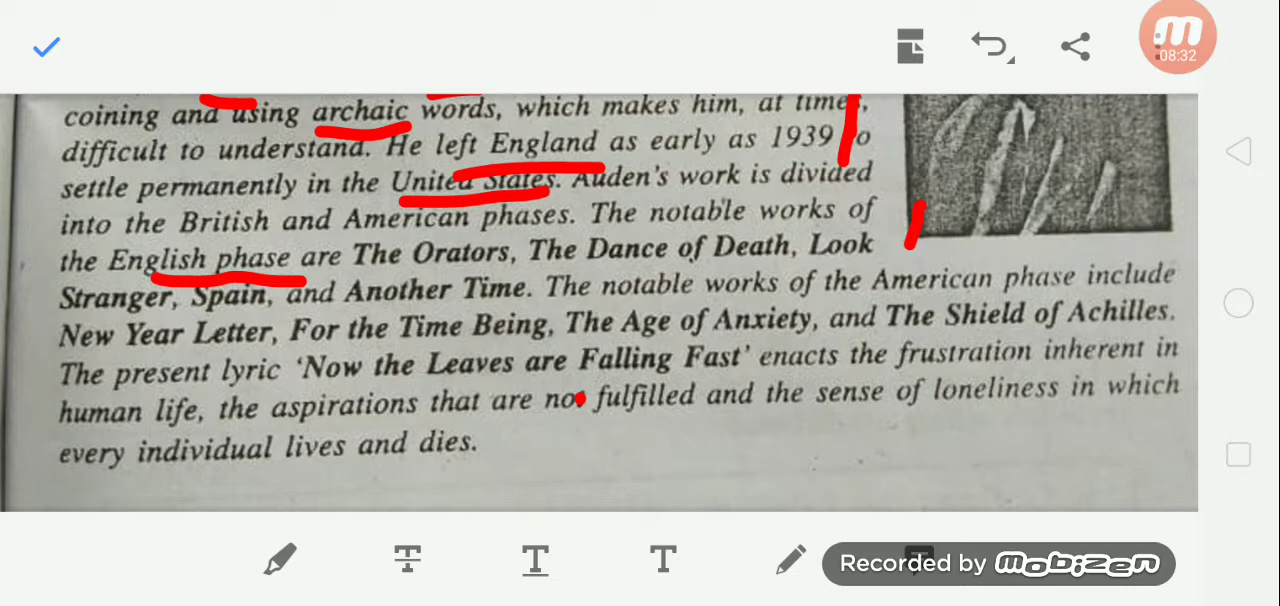 08:32
coining and using archaic words, which makes him, at times,
difficult to understand. He left England as early as 1939 to
settle permanently in the United States. Auden's work is divided
into the British and American phases. The notable works of
the English phase are The Orators, The Dance of Death, Look
Stranger, Spain, and Another Time. The notable works of the American phase include
New Year Letter, For the Time Being, The Age of Anxiety, and The Shield of Achilles.
The present lyric 'Now the Leaves are Falling Fast' enacts the frustration inherent in
human life, the aspirations that are not fulfilled and the sense of loneliness in which
every individual lives and dies.
T T T
Recorded by mobizen